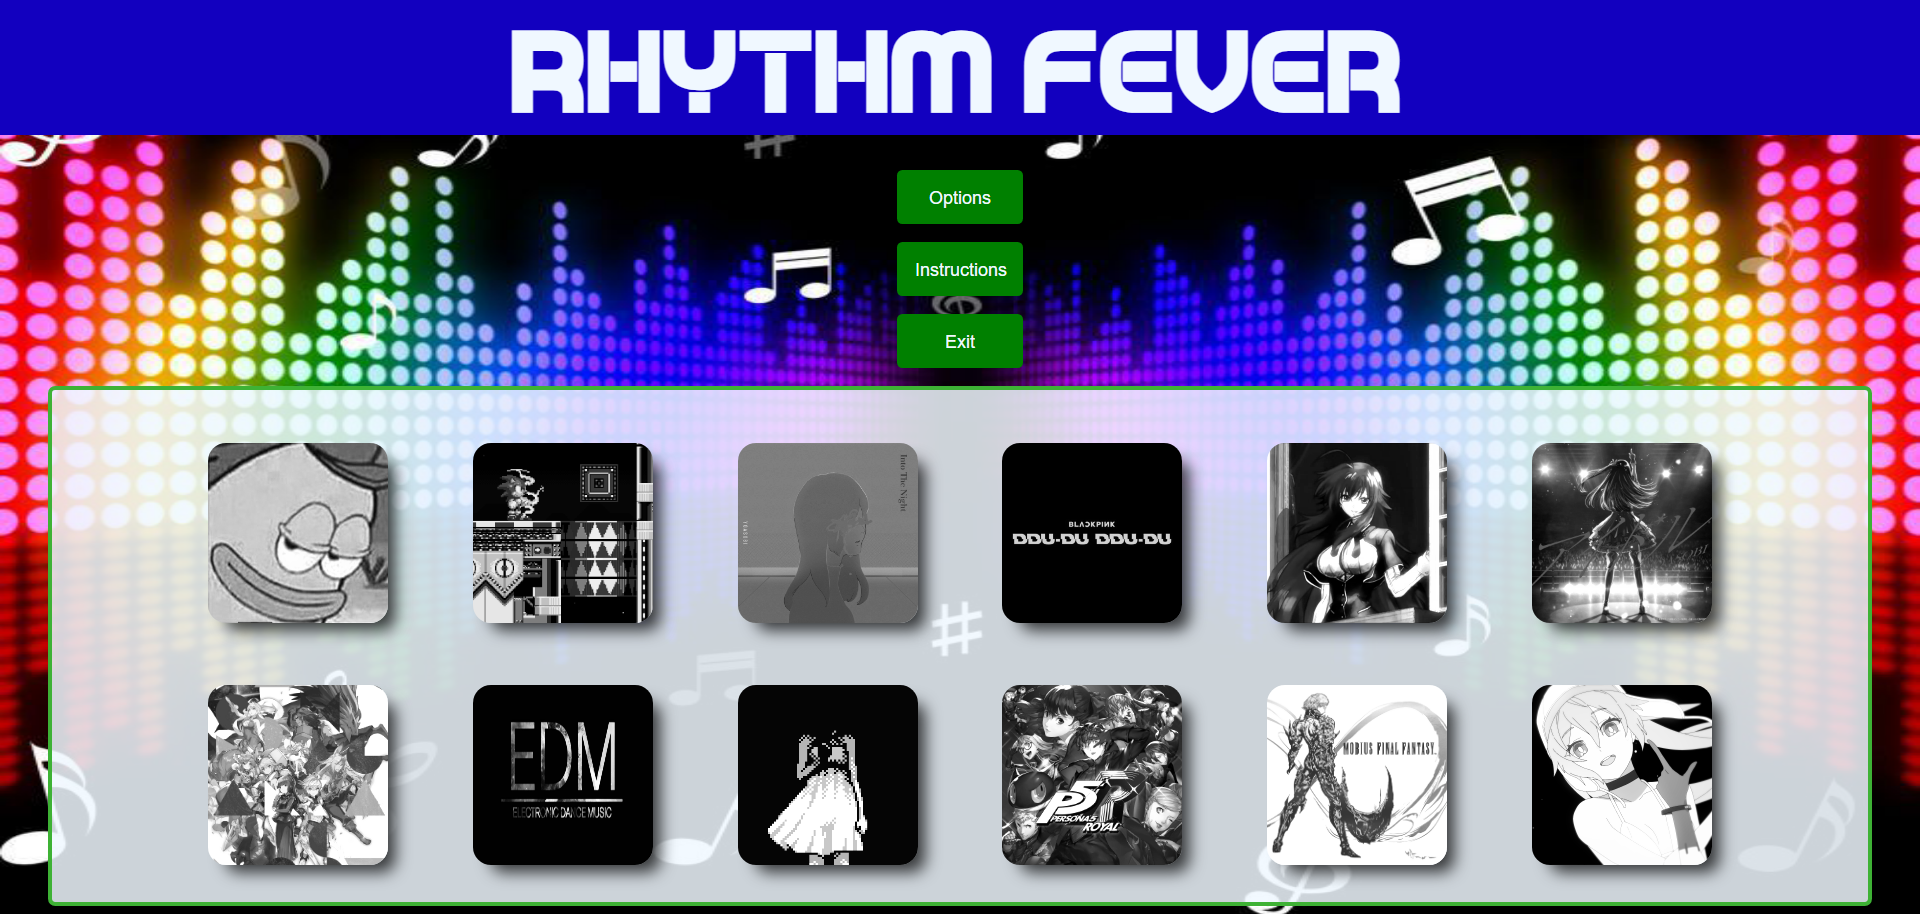 RHYTHM FEVER
Options
Instructions
Exit
Into The Night
YOASOBI
BLACKPINK
DDU-DU DDU-DU
EDM
ELECTRONIC DANCE MUSIC
P5R
PERSONA5
ROYAL
MOBIUS FINAL FANTASY